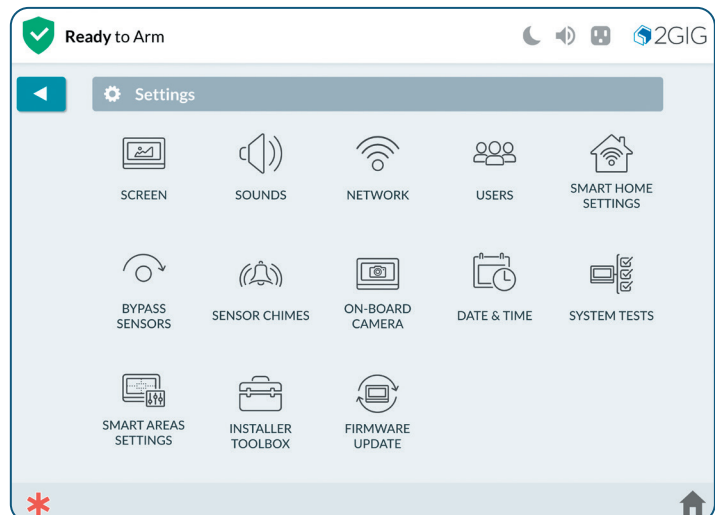 Ready to Arm
2GIG
Settings
SCREEN
SOUNDS
NETWORK
USERS
SMART HOME
SETTINGS
BYPASS
SENSORS
SENSOR CHIMES
ON-BOARD
CAMERA
DATE & TIME
SYSTEM TESTS
SMART AREAS
SETTINGS
INSTALLER
TOOLBOX
FIRMWARE
UPDATE